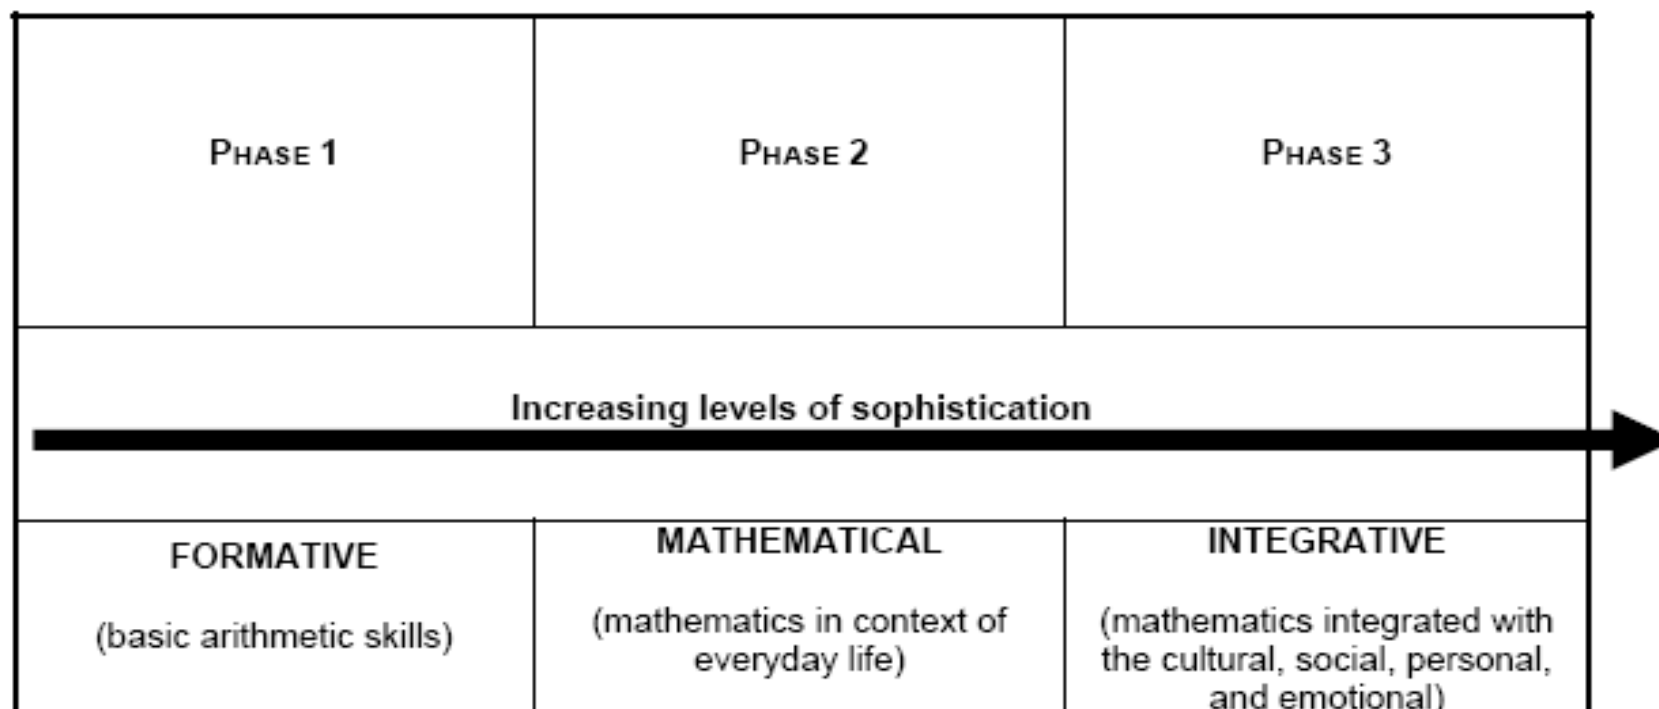 PHASE 1
PHASE 2
PHASE 3
Increasing levels of sophistication
FORMATIVE
(basic arithmetic skills)
MATHEMATICAL
(mathematics in context of
everyday life)
INTEGRATIVE
(mathematics integrated with
the cultural, social, personal,
and emotional)